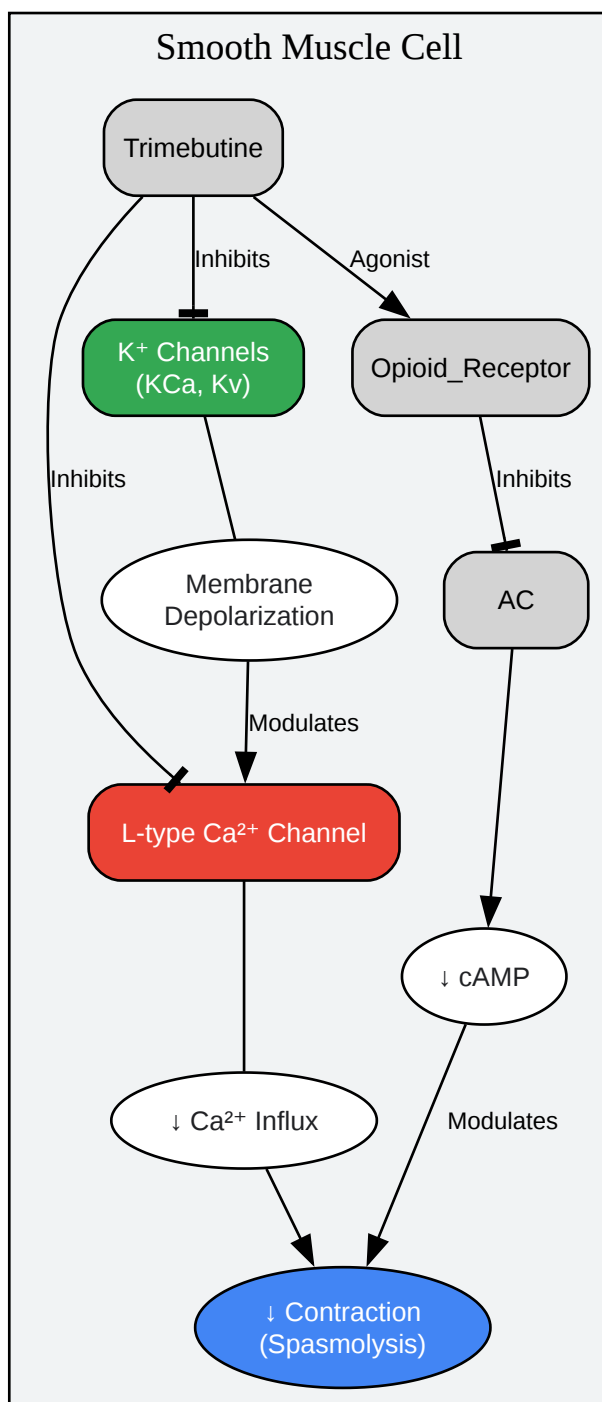 Smooth Muscle Cell
Trimebutine
Inhibits
Agonist
K⁺ Channels
(KCa, Kv)
Opioid_Receptor
Inhibits
Inhibits
Membrane
Depolarization
AC
Modulates
L-type Ca²⁺ Channel
↓ cAMP
↓ Ca²⁺ Influx
Modulates
↓ Contraction
(Spasmolysis)